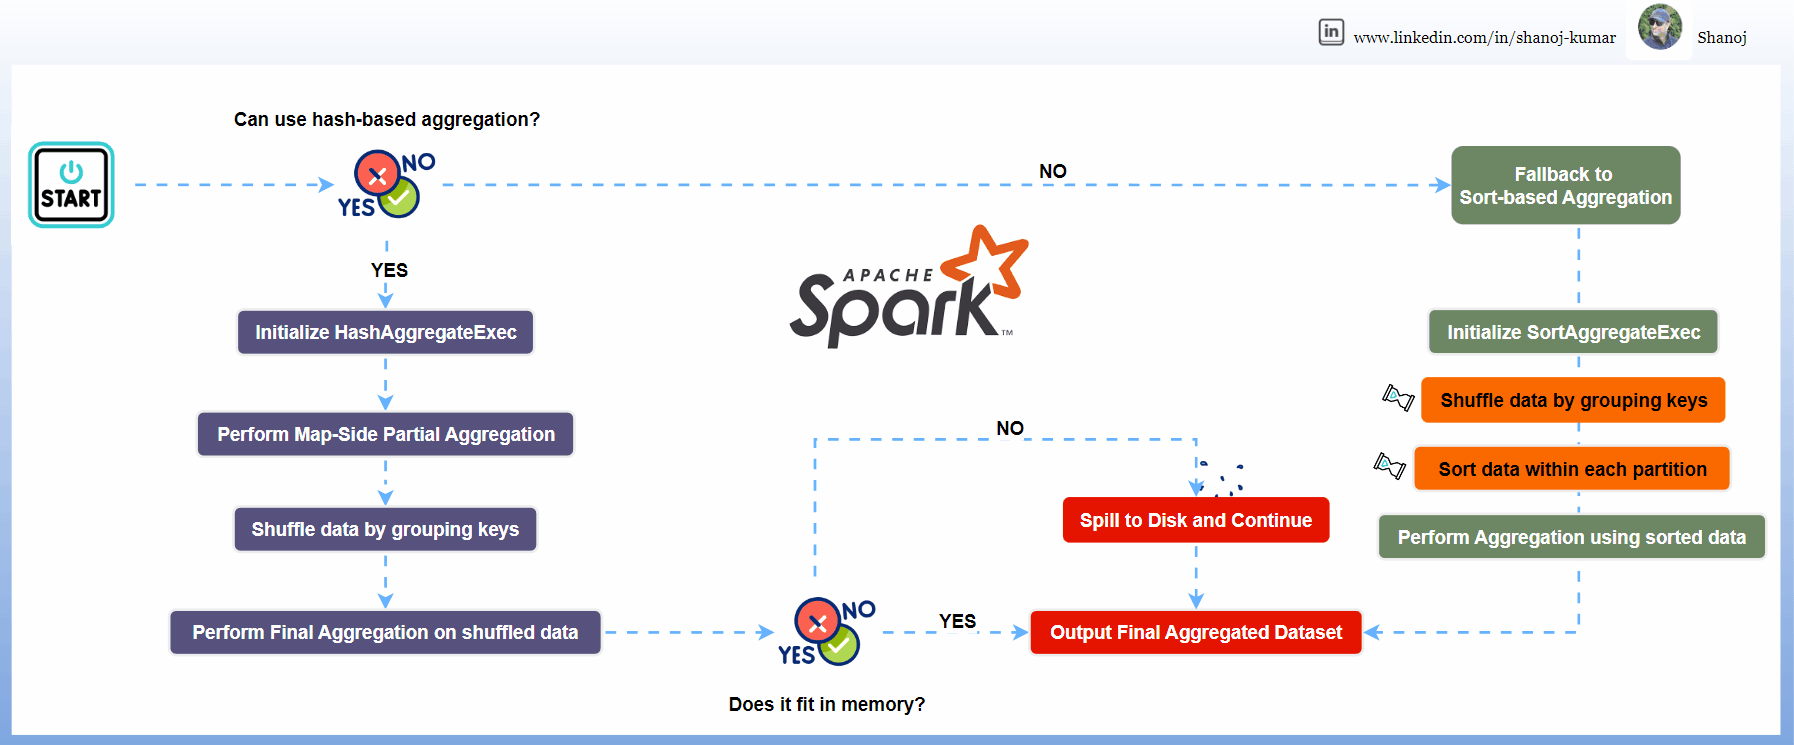 in
www.linkedin.com/in/shanoj-kumar
Shanoj
Can use hash-based aggregation?
START
NO
YES
NO
Fallback to
Sort-based Aggregation
YES
APACHE
Spark
TM
Initialize HashAggregateExec
Initialize SortAggregateExec
Shuffle data by grouping keys
Perform Map-Side Partial Aggregation
NO
Sort data within each partition
Shuffle data by grouping keys
Spill to Disk and Continue
Perform Aggregation using sorted data
Perform Final Aggregation on shuffled data
NO
YES
YES
Output Final Aggregated Dataset
Does it fit in memory?